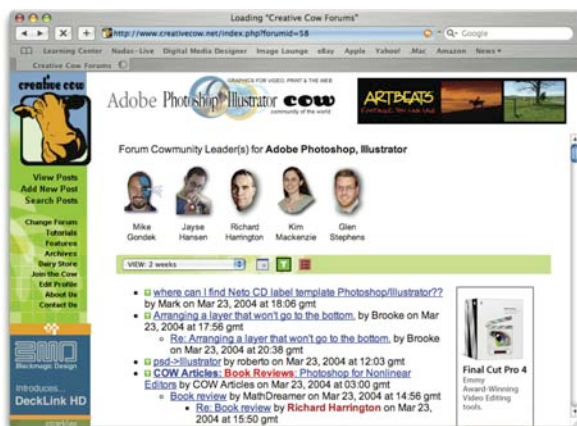 Loading "Creative Cow Forums"
http://www.creativecow.net/index.php?forumid=58
Google
Learning Center Nadas-Live Digital Media Designer Image Lounge eBay Apple Yahoo! .Mac Amazon News
Creative Cow Forums
creative cow
GRAPHICS FOR VIDEO, PRINT & THE WEB
Adobe Photoshop Illustrator COW
community of the world
ARTBEATS
Forum Cowmunity Leader(s) for Adobe Photoshop, Illustrator
View Posts
Add New Post
Search Posts
Change Forum
Tutorials
Features
Archives
Dairy Store
Join the Cow
Edit Profile
About Us
Contact Us
Blackmagic Design
Introduces...
DeckLink HD
Mike Gondek
Jayse Hansen
Richard Harrington
Kim Mackenzie
Glen Stephens
VIEW: 2 weeks
T
where can I find Neto CD label template Photoshop/Illustrator??
by Mark on Mar 23, 2004 at 18:06 gmt
Arranging a layer that won't go to the bottom. by Brooke on Mar
23, 2004 at 17:56 gmt
Re: Arranging a layer that won't go to the bottom. by Brooke on
Mar 23, 2004 at 20:38 gmt
psd->Illustrator by roberto on Mar 23, 2004 at 12:03 gmt
COW Articles: Book Reviews: Photoshop for Nonlinear
Editors by COW Articles on Mar 23, 2004 at 03:00 gmt
Book review by MathDreamer on Mar 23, 2004 at 14:56 gmt
Re: Book review by Richard Harrington on Mar 23,
2004 at 15:50 gmt
Final Cut Pro 4
Emmy
Award-Winning
Video Editing
tools.